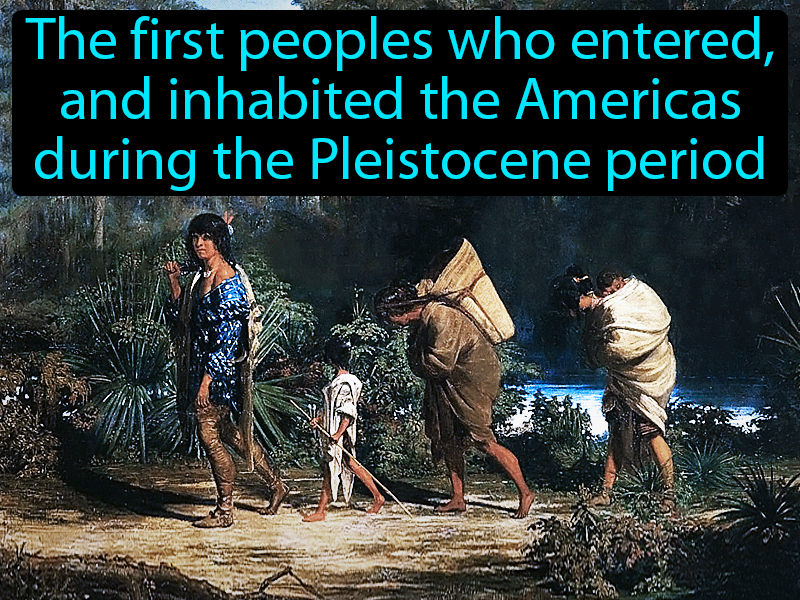 The first peoples who entered,
and inhabited the Americas
during the Pleistocene period